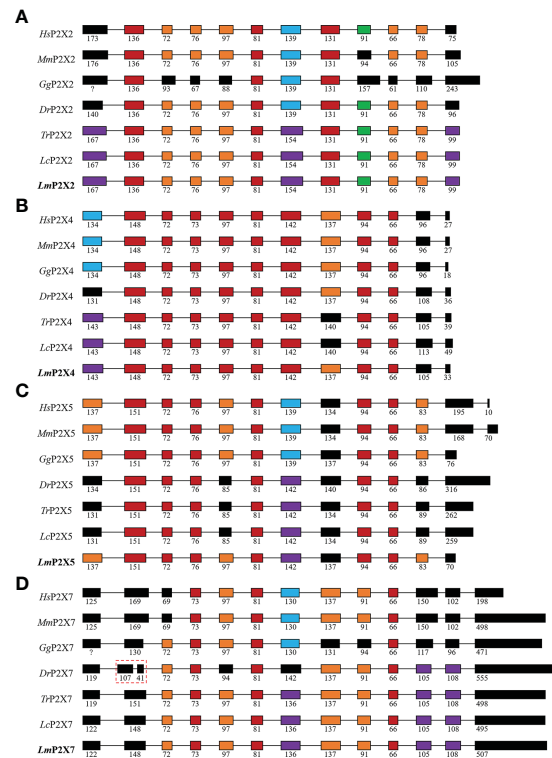 A
HsP2X2
173 136 72 76 97 81 139 131 91 66 78 75
MmP2X2
176 136 72 76 97 81 139 131 94 66 78 105
GgP2X2
? 136 93 67 88 81 139 131 157 61 110 243
DrP2X2
140 136 72 76 97 81 139 131 91 66 78 96
TrP2X2
167 136 72 76 97 81 154 131 91 66 78 99
LcP2X2
167 136 72 76 97 81 154 131 91 66 78 99
LmP2X2
167 136 72 76 97 81 154 131 91 66 78 99
B
HsP2X4
134 148 72 73 97 81 142 137 94 66 96 27
MmP2X4
134 148 72 73 97 81 142 137 94 66 96 27
GgP2X4
134 148 72 73 97 81 142 137 94 66 96 18
DrP2X4
131 148 72 73 97 81 142 137 94 66 108 36
TrP2X4
143 148 72 73 97 81 142 140 94 66 105 39
LcP2X4
143 148 72 73 97 81 142 140 94 66 113 49
LmP2X4
143 148 72 73 97 81 142 137 94 66 105 33
C
HsP2X5
137 151 72 76 97 81 139 134 94 66 83 195 10
MmP2X5
137 151 72 76 97 81 139 134 94 66 83 168 70
GgP2X5
137 151 72 76 97 81 139 137 94 66 83 76
DrP2X5
134 151 72 76 85 81 142 140 94 66 86 316
TrP2X5
131 151 72 76 85 81 142 134 94 66 89 262
LcP2X5
131 151 72 76 85 81 142 134 94 66 89 259
LmP2X5
137 151 72 76 97 81 142 137 94 66 83 70
D
HsP2X7
125 169 69 73 97 81 130 137 91 66 150 102 198
MmP2X7
125 169 69 73 97 81 130 137 91 66 150 102 498
GgP2X7
? 130 72 73 97 81 130 131 94 66 117 96 471
DrP2X7
119 107 41 72 73 94 81 142 137 91 66 105 108 555
TrP2X7
119 151 72 73 97 81 136 137 91 66 105 108 498
LcP2X7
122 148 72 73 97 81 136 137 91 66 105 108 495
LmP2X7
122 148 72 73 97 81 136 137 91 66 105 108 507